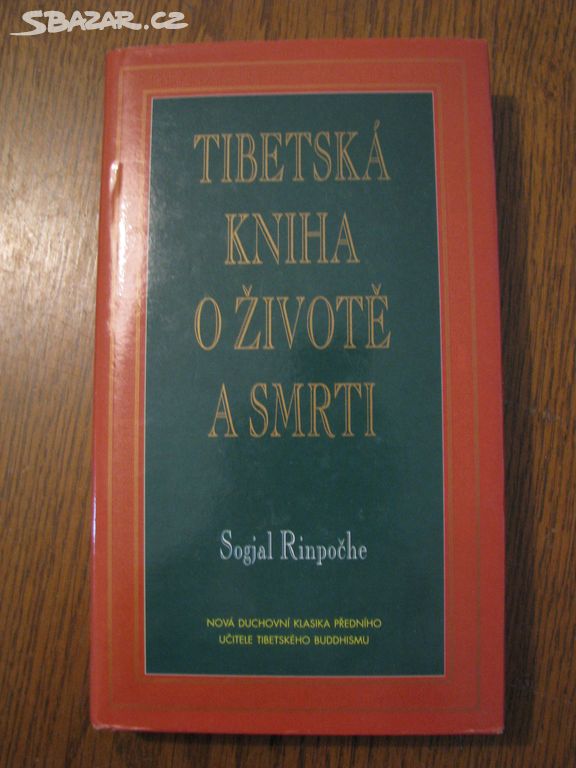 SBAZAR.CZ
TIBETSKÁ
KNIHA
O ŽIVOTĚ
A SMRTI
Sogjal Rinpočhe
NOVÁ DUCHOVNÍ KLASIKA PŘEDNÍHO
UČITELE TIBETSKÉHO BUDDHISMU